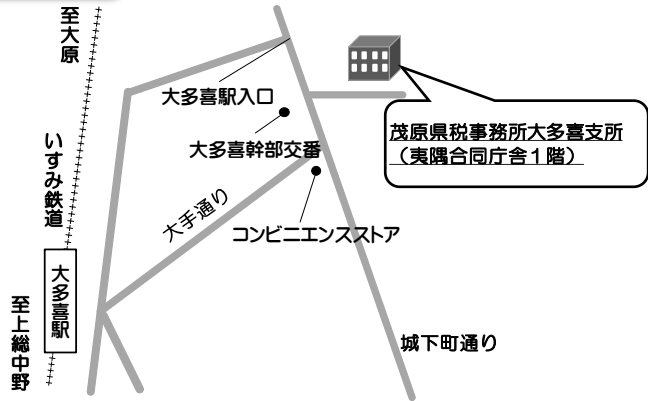 至大原
大多喜駅入口
大多喜幹部交番
茂原県税事務所大多喜支所
（夷隅合同庁舎１階）
いすみ鉄道
大手通り
コンビニエンスストア
大多喜駅
至上総中野
城下町通り